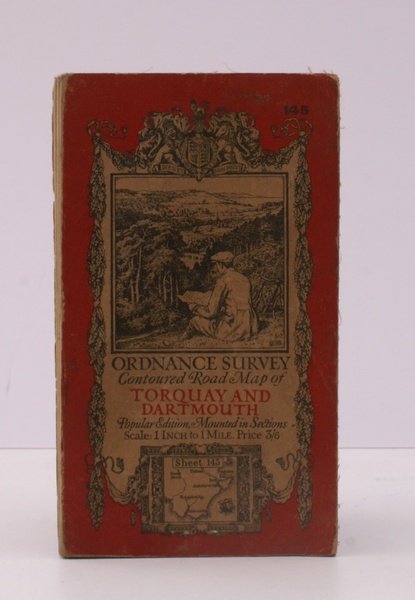 145
ORDNANCE SURVEY
Contoured Road Map of
TORQUAY AND
DARTMOUTH
Popular Edition, Mounted in Sections
Scale: 1 INCH to 1 MILE. Price 3/6
Sheet 145